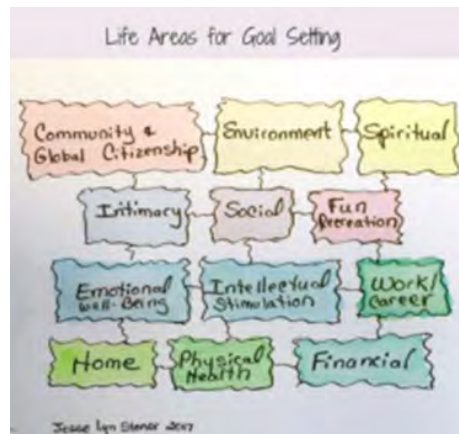 Life Areas for Goal Setting
Community & Environment Spiritual
Global Citizenship
Intimacy Social Fun
Recreation
Emotional Intellectual Work/
Well-Being Stimulation Career
Home Physical Financial
Health
Jesse Lyn Stoner 2017